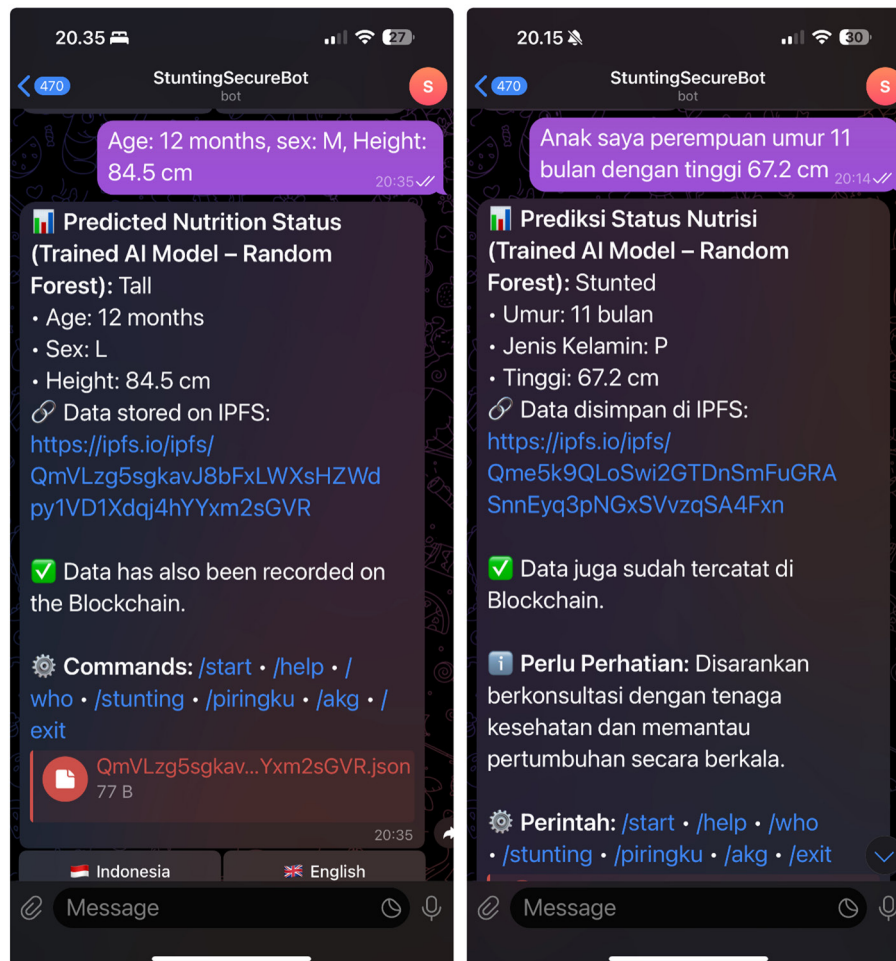 20.35
27
470
StuntingSecureBot
bot
S
Age: 12 months, sex: M, Height:
84.5 cm
20:35
Predicted Nutrition Status
(Trained AI Model – Random
Forest): Tall
• Age: 12 months
• Sex: L
• Height: 84.5 cm
🔗 Data stored on IPFS:
https://ipfs.io/ipfs/
QmVLzg5sgkavJ8bFxLWXsHZWd
py1VD1Xdqj4hYYxm2sGVR
✅ Data has also been recorded on
the Blockchain.
⚙️ Commands: /start • /help • /
who • /stunting • /piringku • /akg • /
exit
QmVLzg5sgkav...Yxm2sGVR.json
77 B
20:35
🇮🇩 Indonesia
🇬🇧 English
Message
20.15
30
470
StuntingSecureBot
bot
S
Anak saya perempuan umur 11
bulan dengan tinggi 67.2 cm
20:14
Prediksi Status Nutrisi
(Trained AI Model – Random
Forest): Stunted
• Umur: 11 bulan
• Jenis Kelamin: P
• Tinggi: 67.2 cm
🔗 Data disimpan di IPFS:
https://ipfs.io/ipfs/
Qme5k9QLoSwi2GTDnSmFuGRA
SnnEyq3pNGxSVvzqSA4Fxn
✅ Data juga sudah tercatat di
Blockchain.
ℹ️ Perlu Perhatian: Disarankan
berkonsultasi dengan tenaga
kesehatan dan memantau
pertumbuhan secara berkala.
⚙️ Perintah: /start • /help • /who
• /stunting • /piringku • /akg • /exit
Message